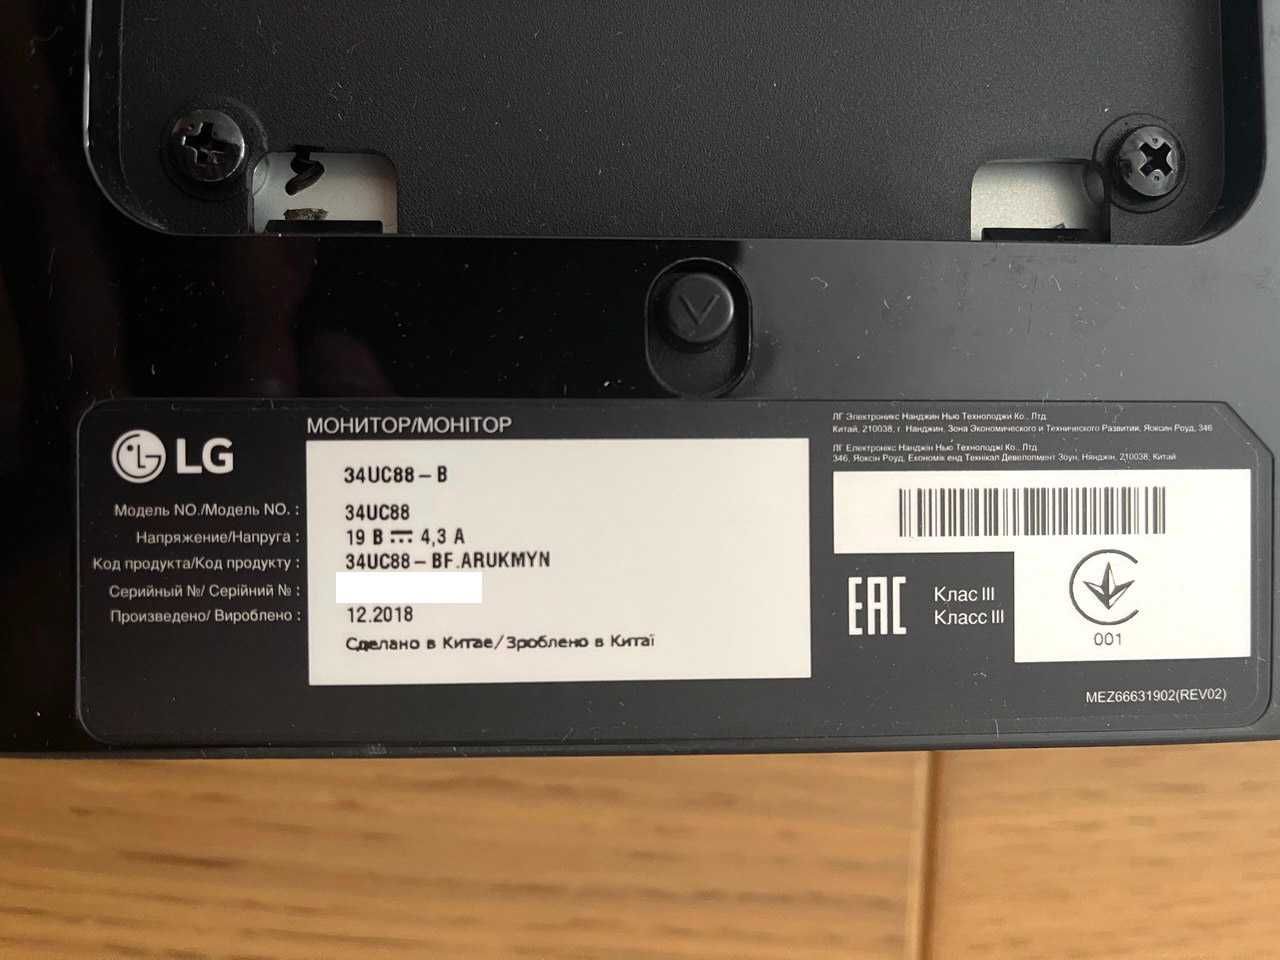 LG
МОНИТОР/МОНІТОР
34UC88-B
Модель NO./Модель NO. : 34UC88
Напряжение/Напруга : 19 В ⎓ 4,3 А
Код продукта/Код продукту : 34UC88-BF.ARUKMYN
Серийный №/ Серійний № :
Произведено/ Вироблено : 12.2018
Сделано в Китае/Зроблено в Китаї
ЛГ Электроникс Нанджин Нью Технолоджи Ко., Лтд
Китай, 210038, г. Нанджин, Зона Экономического и Технического Развития, Яоксин Роуд, 346
ЛГ Електронікс Нанджін Нью Технолоджі Ко., Лтд
346, Яоксін Роуд, Економік енд Текнікал Девелопмент Зоун, Нянджін, 210038, Китай
EAC
Клас III
Класс III
001
MEZ66631902(REV02)